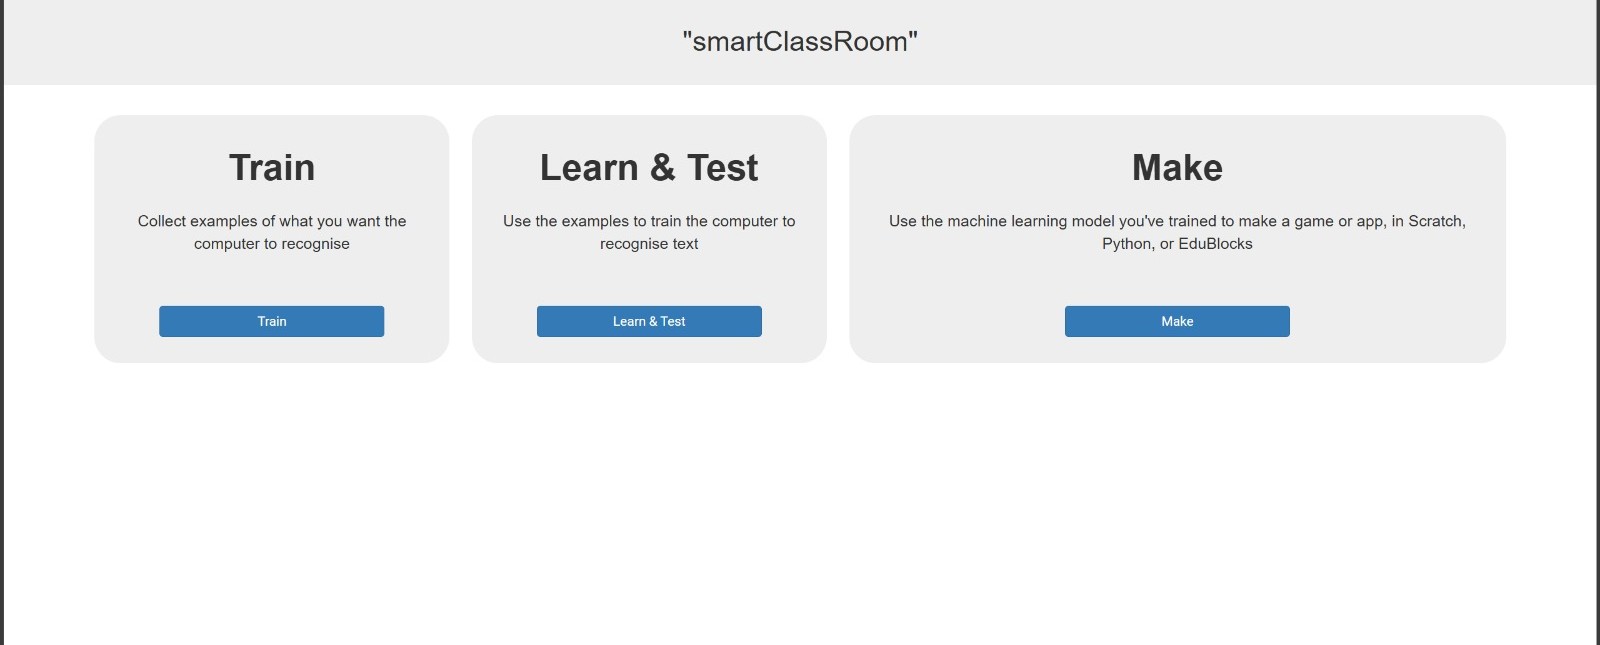 "smartClassRoom"
Train
Collect examples of what you want the
computer to recognise
Train
Learn & Test
Use the examples to train the computer to
recognise text
Learn & Test
Make
Use the machine learning model you've trained to make a game or app, in Scratch,
Python, or EduBlocks
Make